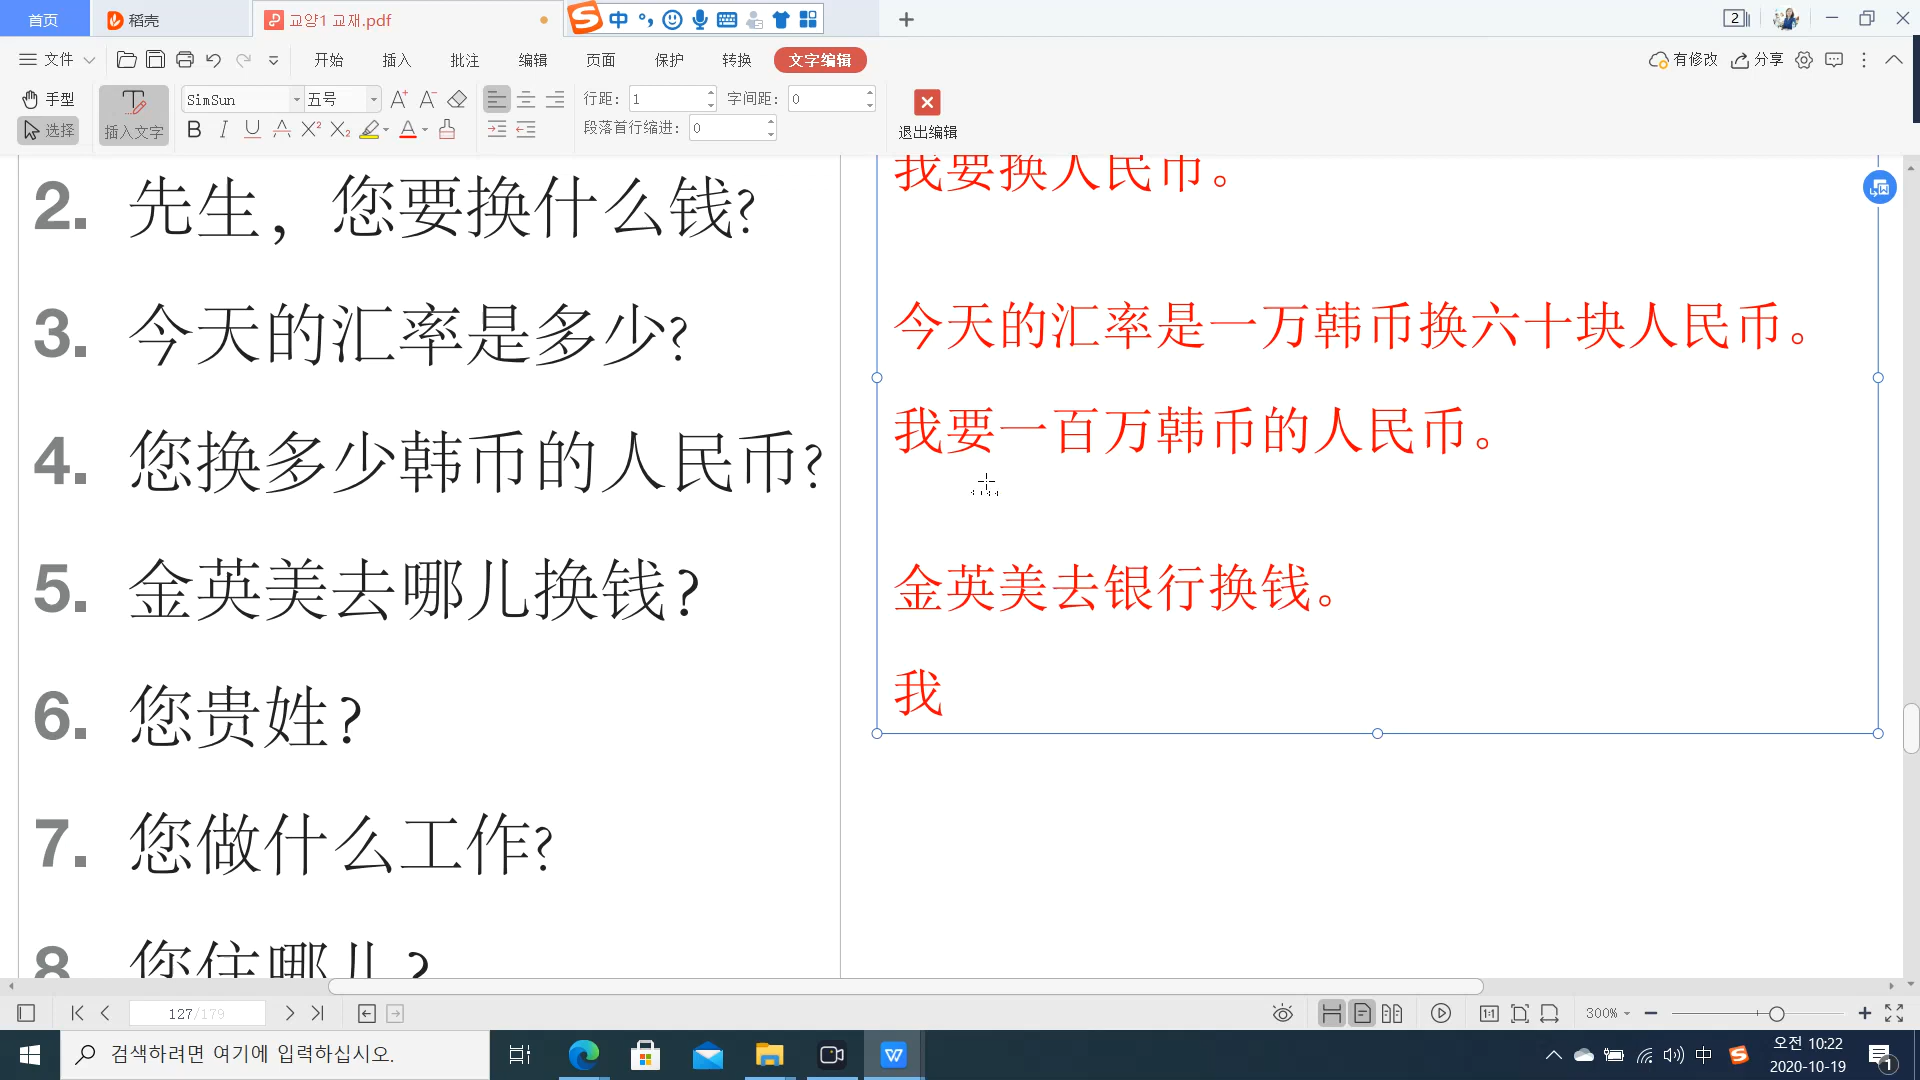 首页
稻壳
교양1 교재.pdf
中
2
文件
开始
插入
批注
编辑
页面
保护
转换
文字编辑
有修改
分享
手型
选择
插入文字
SimSun
五号
行距: 1
字间距: 0
段落首行缩进: 0
退出编辑
2. 先生，您要换什么钱?
3. 今天的汇率是多少?
4. 您换多少韩币的人民币?
5. 金英美去哪儿换钱?
6. 您贵姓?
7. 您做什么工作?
8 您住哪儿?
我要换人民币。
今天的汇率是一万韩币换六十块人民币。
我要一百万韩币的人民币。
金英美去银行换钱。
我
127/179
300%
검색하려면 여기에 입력하십시오.
中
오전 10:22
2020-10-19
1